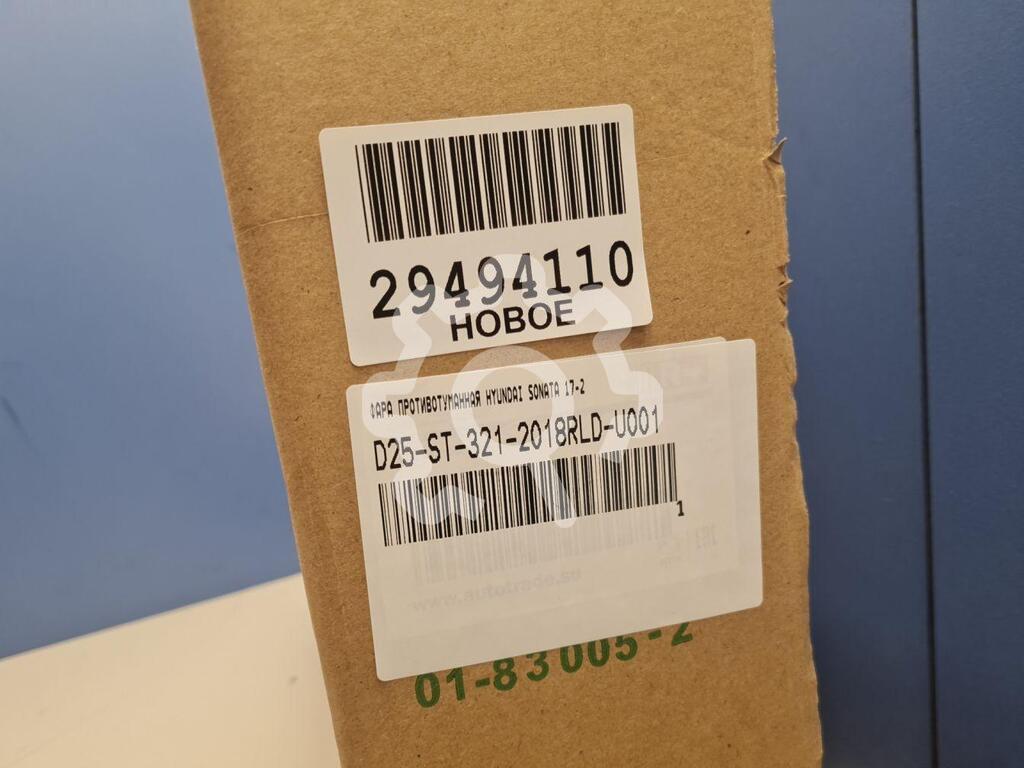 29494110
НОВОЕ
ФАРА ПРОТИВОТУМАННАЯ HYUNDAI SONATA 17-2
D25-ST-321-2018RLD-U001
1
www.autotrade.su
01-83005-2